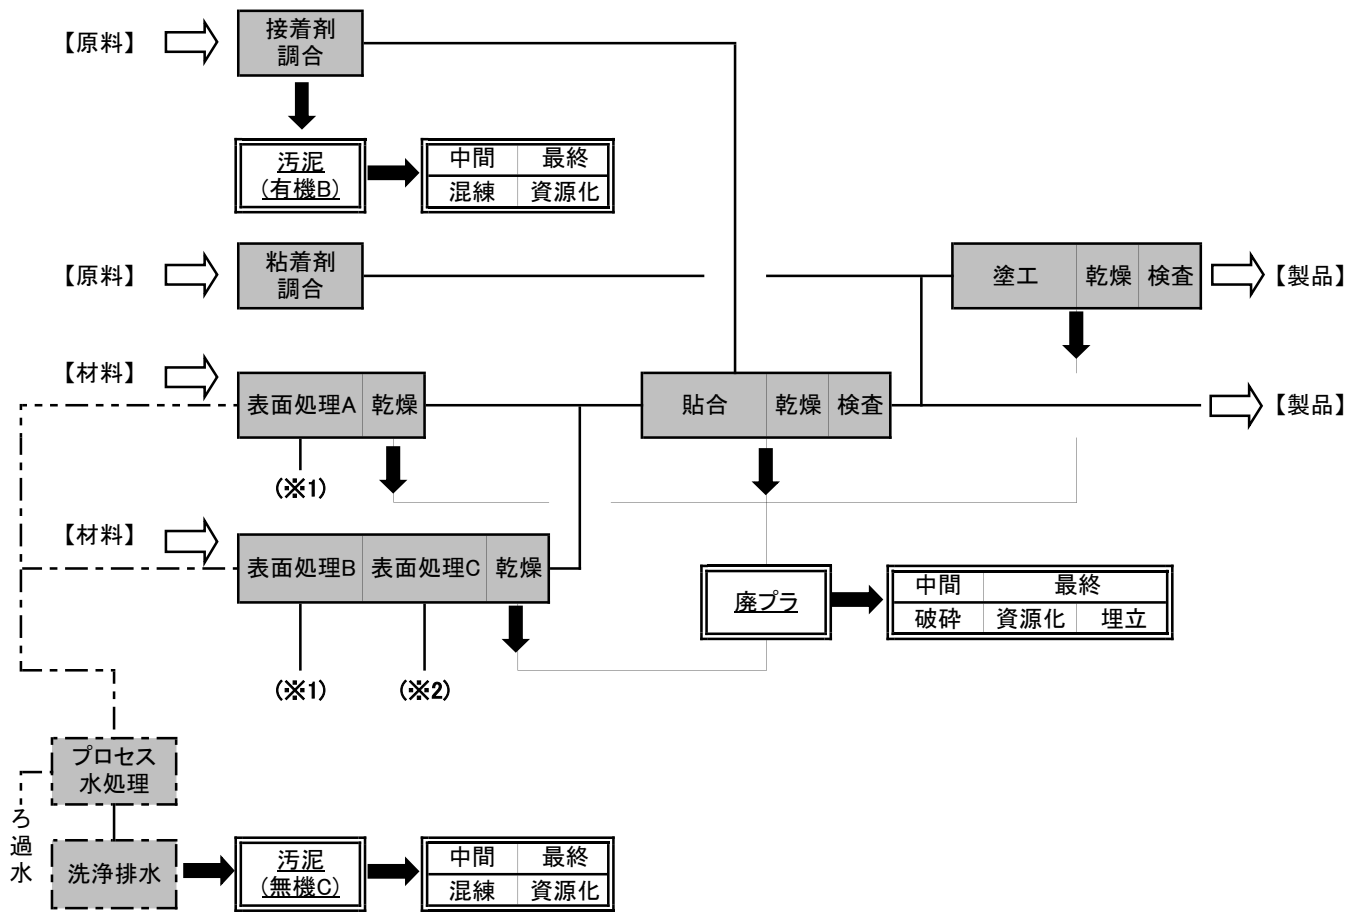 【原料】
接着剤
調合
汚泥
(有機B)
中間 最終
混練 資源化
【原料】
粘着剤
調合
塗工 乾燥 検査
【製品】
【材料】
表面処理A 乾燥
貼合 乾燥 検査
【製品】
(※1)
【材料】
表面処理B 表面処理C 乾燥
廃プラ
中間 最終
破砕 資源化 埋立
(※1) (※2)
プロセス
水処理
ろ過水
洗浄排水
汚泥
(無機C)
中間 最終
混練 資源化